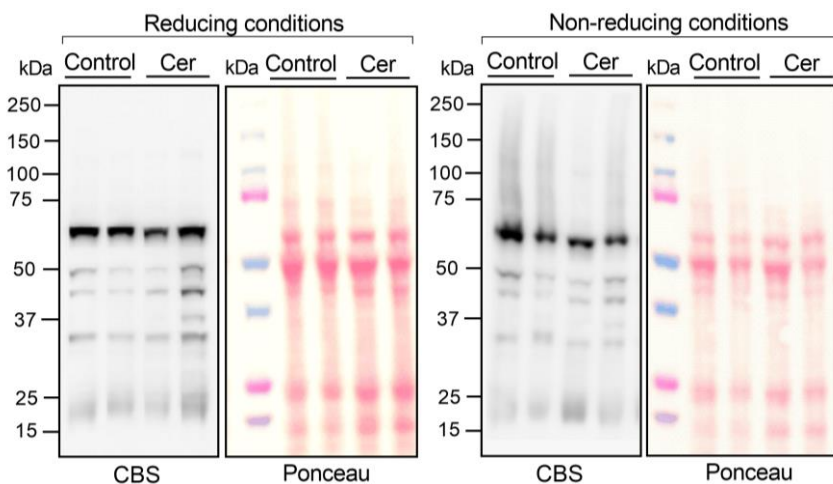 Reducing conditions Non-reducing conditions
kDa Control Cer kDa Control Cer kDa Control Cer kDa Control Cer
250 250
150 150
100 100
75 75
50 50
37 37
25 25
15 15
CBS Ponceau CBS Ponceau